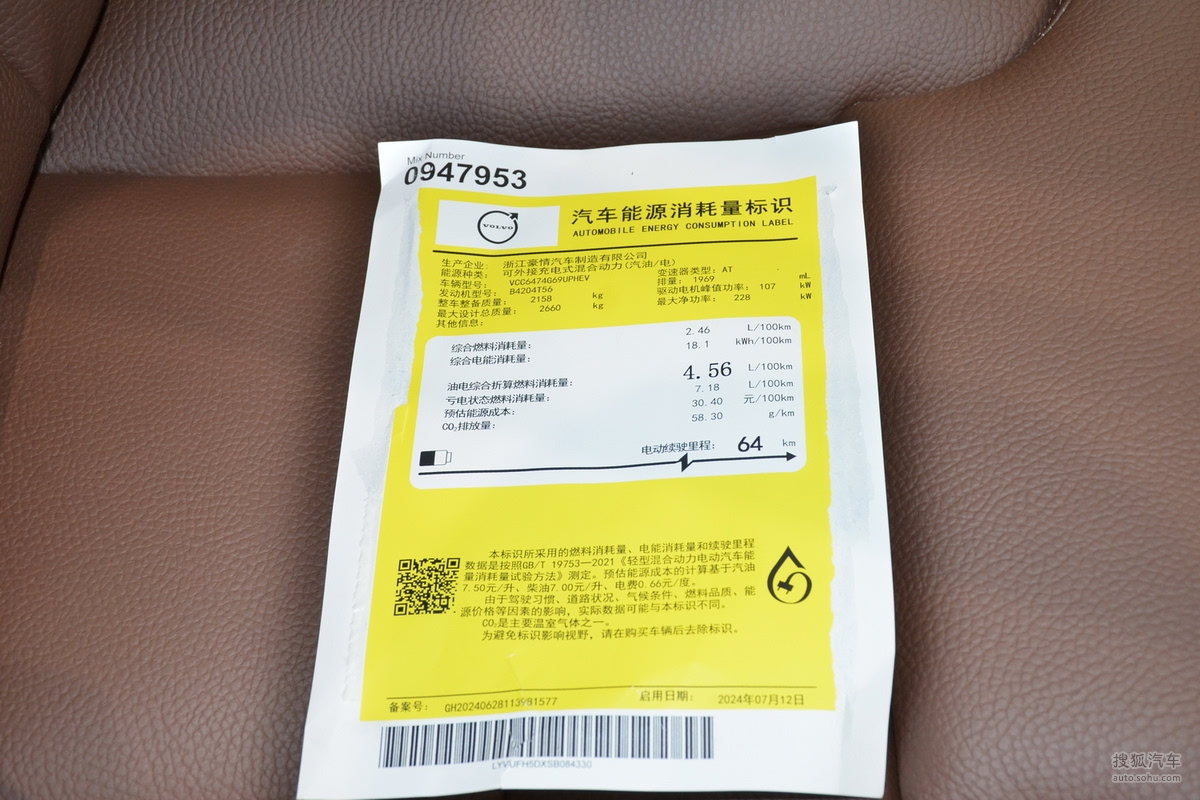 Mix Number
0947953
VOLVO
汽车能源消耗量标识
AUTOMOBILE ENERGY CONSUMPTION LABEL
生产企业: 浙江豪情汽车制造有限公司
能源种类: 可外接充电式混合动力(汽油/电)
车辆型号: VCC6474G69UPHEV 变速器类型: AT
发动机型号: B4204T56 排量: 1969 mL
整车整备质量: 2158 kg 驱动电机峰值功率: 107 kW
最大设计总质量: 2660 kg 最大净功率: 228 kW
其他信息:
综合燃料消耗量: 2.46 L/100km
综合电能消耗量: 18.1 kWh/100km
油电综合折算燃料消耗量: 4.56 L/100km
亏电状态燃料消耗量: 7.18 L/100km
预估能源成本: 30.40 元/100km
CO₂排放量: 58.30 g/km
电动续驶里程: 64 km
本标识所采用的燃料消耗量、电能消耗量和续驶里程
数据是按照GB/T 19753—2021《轻型混合动力电动汽车能
量消耗量试验方法》测定。预估能源成本的计算基于汽油
7.50元/升、柴油7.00元/升、电费0.66元/度。
由于驾驶习惯、道路状况、气候条件、燃料品质、能
源价格等因素的影响,实际数据可能与本标识不同。
CO₂是主要温室气体之一。
为避免标识影响视野,请在购买车辆后去除标识。
备案号: GH20240628113981577 启用日期: 2024年07月12日
LYVUFH5DXSB084330
搜狐汽车
auto.sohu.com